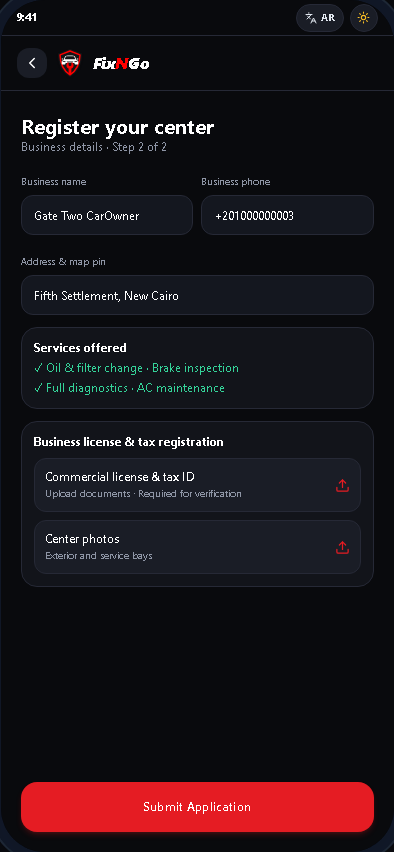 9:41
AR
FixNGo
Register your center
Business details · Step 2 of 2
Business name
Business phone
Gate Two CarOwner
+201000000003
Address & map pin
Fifth Settlement, New Cairo
Services offered
✓ Oil & filter change · Brake inspection
✓ Full diagnostics · AC maintenance
Business license & tax registration
Commercial license & tax ID
Upload documents · Required for verification
Center photos
Exterior and service bays
Submit Application